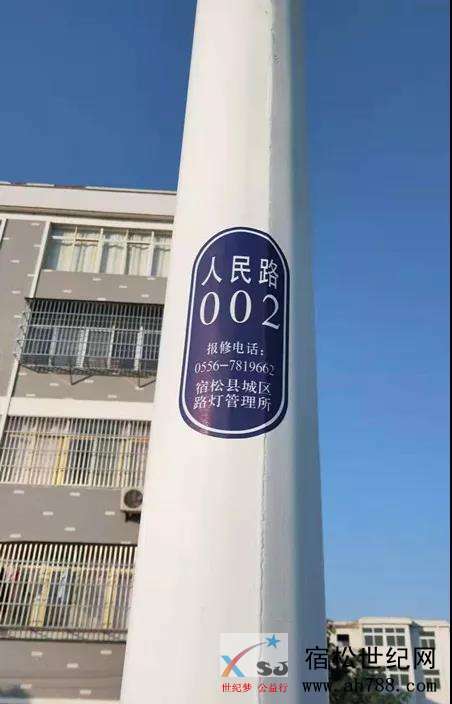 人民路
002
报修电话：
0556-7819662
宿松县城区
路灯管理所
XSJ
世纪梦 公益行
宿松世纪网
www.ah788.com